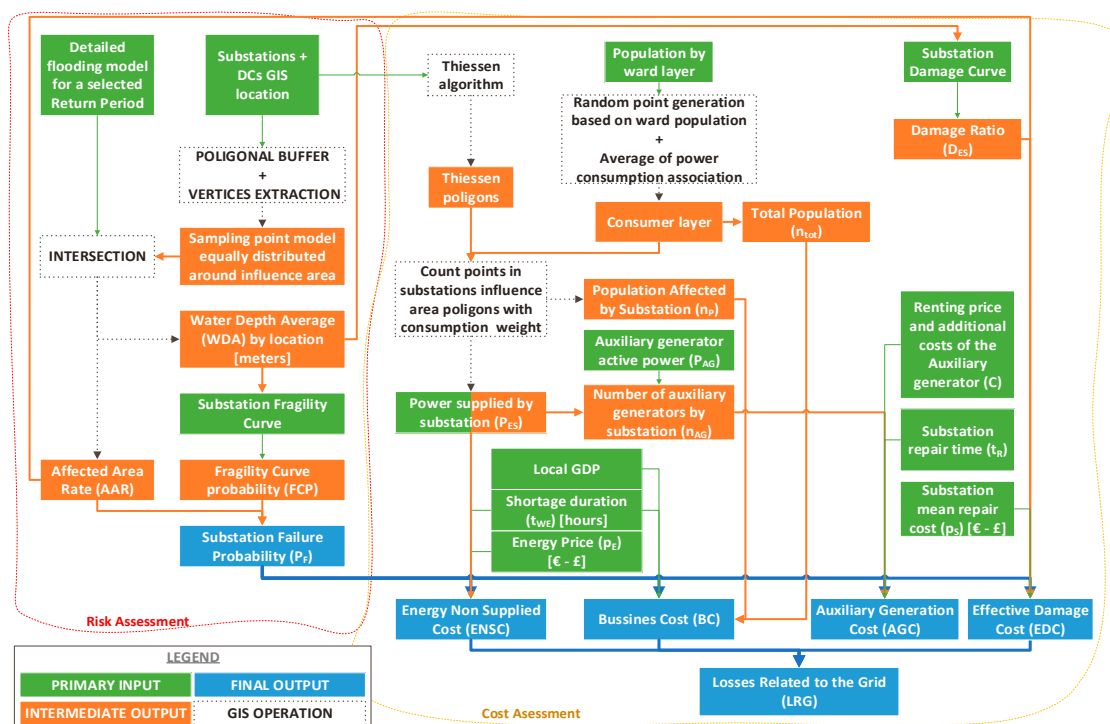 Detailed
flooding model
for a selected
Return Period
Substations +
DCs GIS
location
Thiessen
algorithm
Population by
ward layer
Substation
Damage Curve
Random point generation
based on ward population
+
Average of power
consumption association
Damage Ratio
(DES)
POLIGONAL BUFFER
+
VERTICES EXTRACTION
Thiessen
poligons
Consumer layer
Total Population
(ntot)
INTERSECTION
Sampling point model
equally distributed
around influence area
Count points in
substations influence
area poligons with
consumption weight
Population Affected
by Substation (nP)
Renting price
and additional
costs of the
Auxiliary
generator (C)
Water Depth Average
(WDA) by location
[meters]
Auxiliary generator
active power (PAG)
Substation Fragility
Curve
Power supplied by
substation (PES)
Number of auxiliary
generators by
substation (nAG)
Substation
repair time (tR)
Affected Area
Rate (AAR)
Fragility Curve
probability (FCP)
Local GDP
Shortage duration
(tWE) [hours]
Energy Price (pE)
[€ - £]
Substation
mean repair
cost (pS) [€ - £]
Substation Failure
Probability (PF)
Risk Assessment
Energy Non Supplied
Cost (ENSC)
Bussines Cost (BC)
Auxiliary Generation
Cost (AGC)
Effective Damage
Cost (EDC)
LEGEND
PRIMARY INPUT
FINAL OUTPUT
INTERMEDIATE OUTPUT
GIS OPERATION
Losses Related to the Grid
(LRG)
Cost Asessment